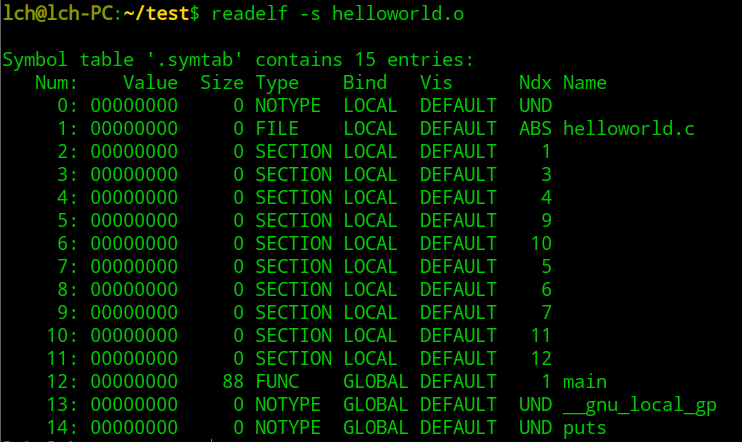 lch@lch-PC:~/test$ readelf -s helloworld.o
Symbol table '.symtab' contains 15 entries:
Num: Value Size Type Bind Vis Ndx Name
0: 00000000 0 NOTYPE LOCAL DEFAULT UND
1: 00000000 0 FILE LOCAL DEFAULT ABS helloworld.c
2: 00000000 0 SECTION LOCAL DEFAULT 1
3: 00000000 0 SECTION LOCAL DEFAULT 3
4: 00000000 0 SECTION LOCAL DEFAULT 4
5: 00000000 0 SECTION LOCAL DEFAULT 9
6: 00000000 0 SECTION LOCAL DEFAULT 10
7: 00000000 0 SECTION LOCAL DEFAULT 5
8: 00000000 0 SECTION LOCAL DEFAULT 6
9: 00000000 0 SECTION LOCAL DEFAULT 7
10: 00000000 0 SECTION LOCAL DEFAULT 11
11: 00000000 0 SECTION LOCAL DEFAULT 12
12: 00000000 88 FUNC GLOBAL DEFAULT 1 main
13: 00000000 0 NOTYPE GLOBAL DEFAULT UND __gnu_local_gp
14: 00000000 0 NOTYPE GLOBAL DEFAULT UND puts